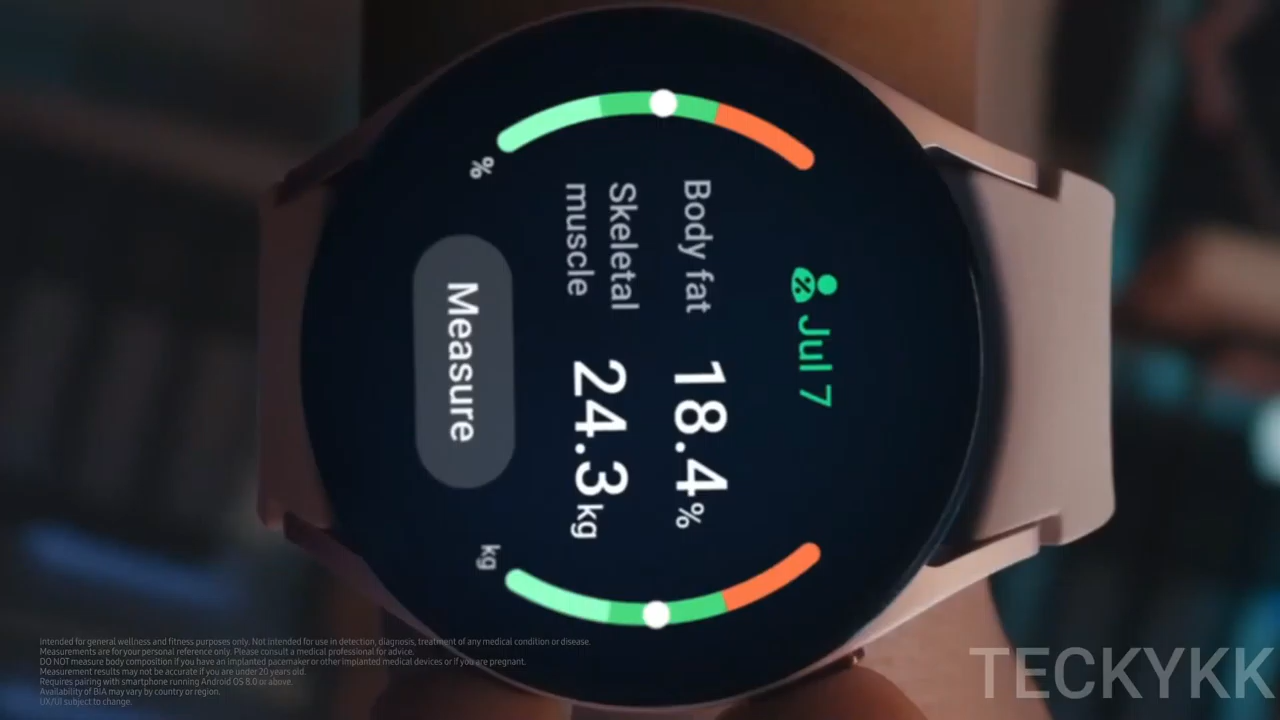 Jul 7
Body fat 18.4%
Skeletal
muscle 24.3kg
Measure
%
kg
Intended for general wellness and fitness purposes only. Not intended for use in detection, diagnosis, treatment of any medical condition or disease.
Measurements are for your personal reference only. Please consult a medical professional for advice.
DO NOT measure body composition if you have an implanted pacemaker or other implanted medical devices or if you are pregnant.
Measurement results may not be accurate if you are under 20 years old.
Requires pairing with smartphone running Android OS 8.0 or above.
Availability of BIA may vary by country or region.
UX/UI subject to change.
TECKYKK